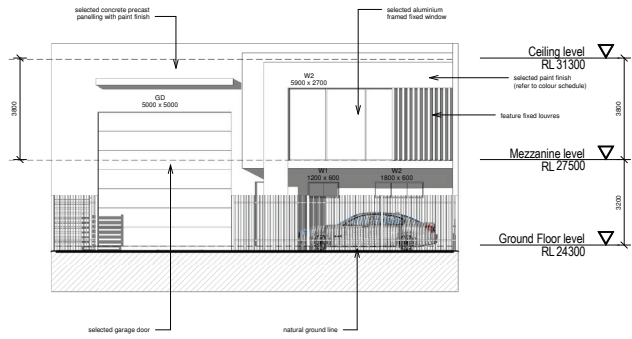 selected concrete precast
panelling with paint finish
selected aluminium
framed fixed window
Ceiling level
RL 31300
selected paint finish
(refer to colour schedule)
W2
5900 x 2700
GD
5000 x 5000
3800
3800
feature fixed louvres
Mezzanine level
RL 27500
W1
1200 x 600
W2
1800 x 600
3200
Ground Floor level
RL 24300
selected garage door
natural ground line